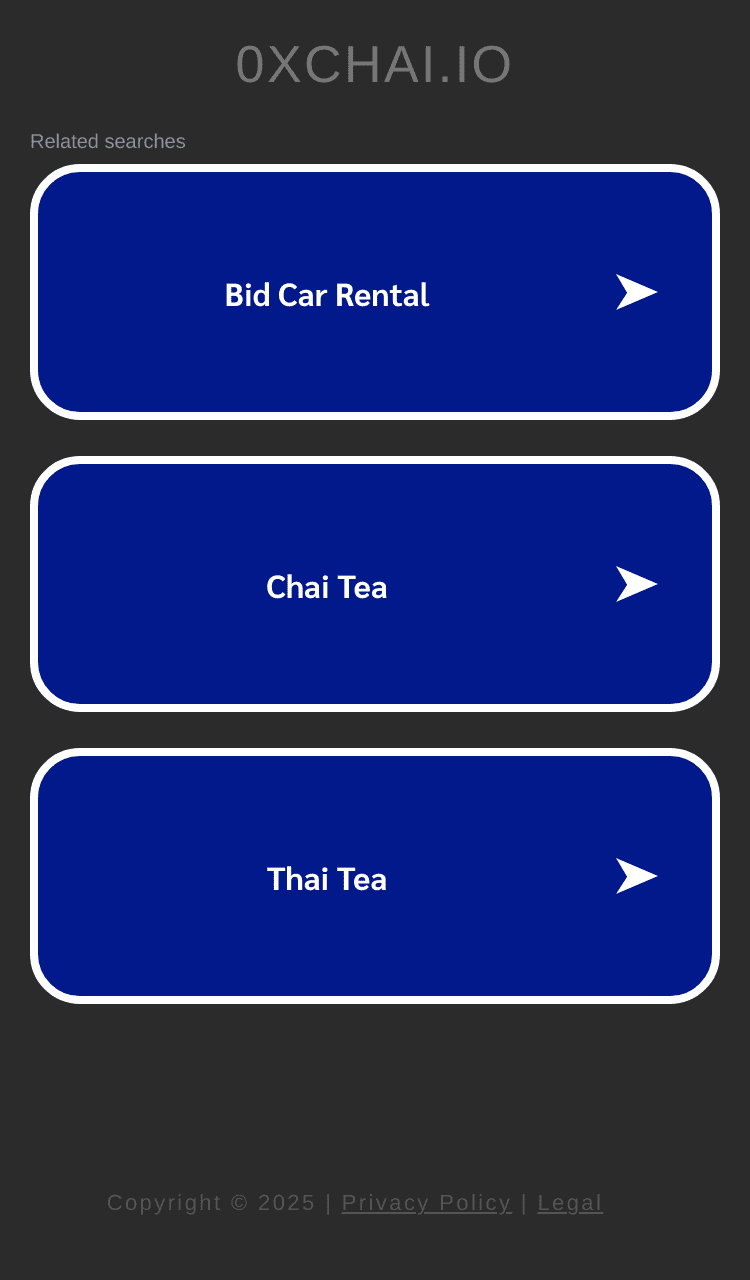 0XCHAI.IO
Related searches
Bid Car Rental
Chai Tea
Thai Tea
Copyright © 2025 | Privacy Policy | Legal